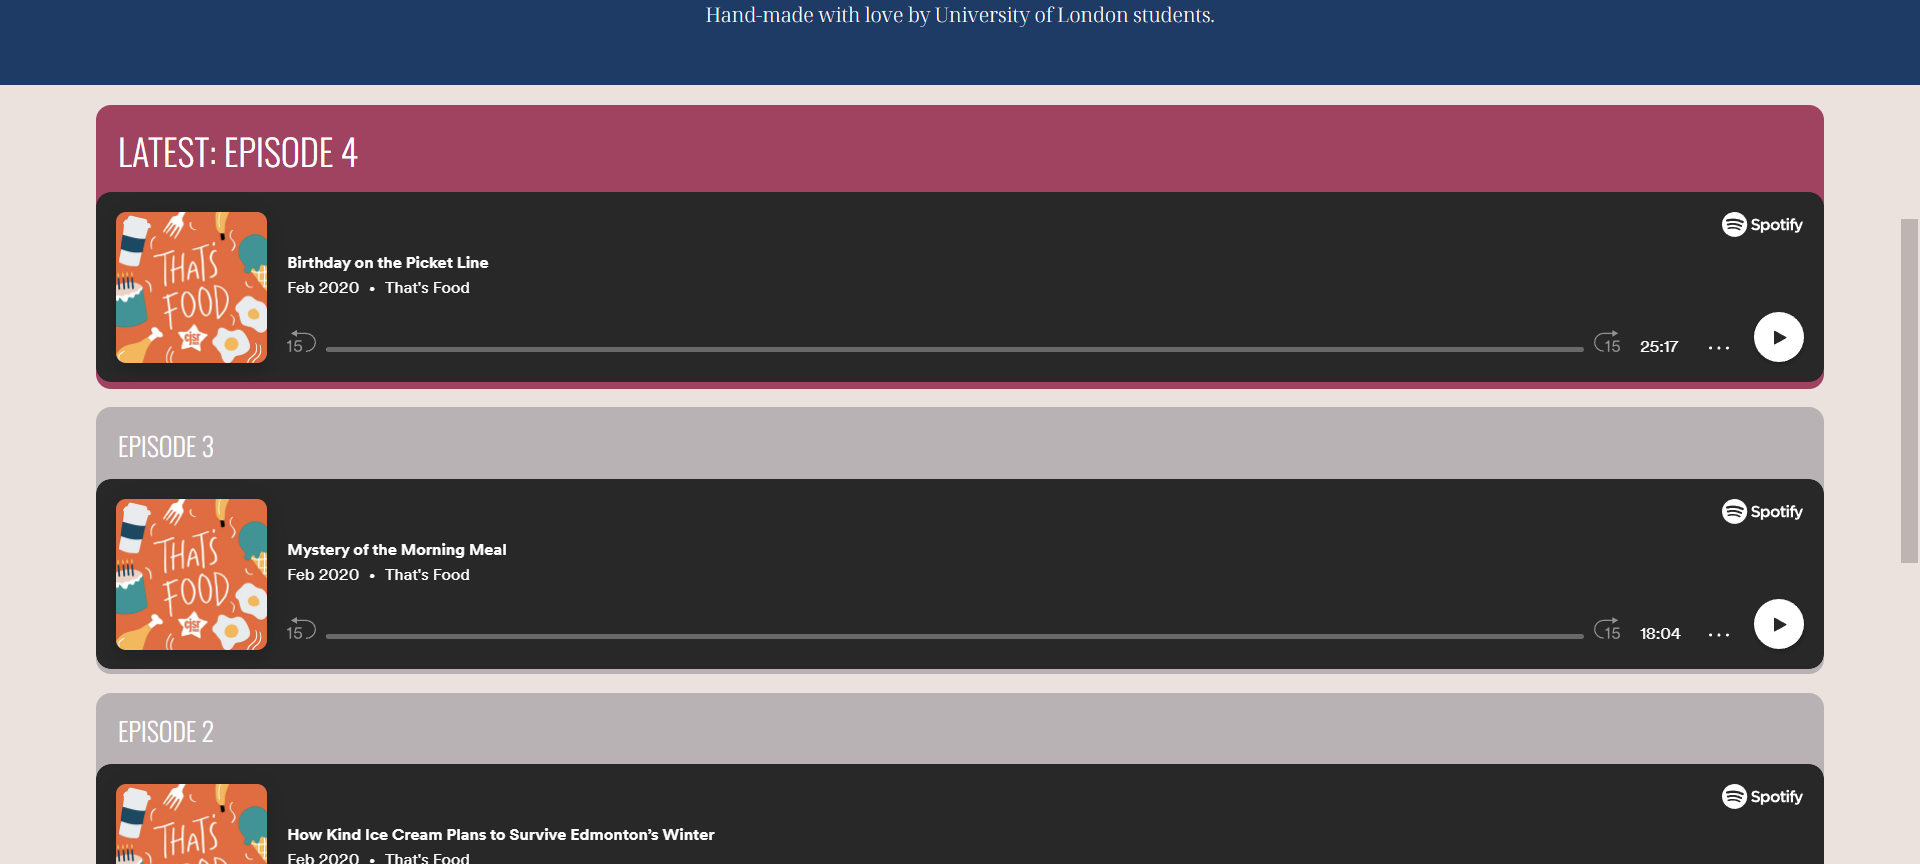 Hand-made with love by University of London students.
LATEST: EPISODE 4
Spotify
THAT'S
FOOD
cjsr
Birthday on the Picket Line
Feb 2020 • That's Food
15
15
25:17
...
EPISODE 3
Spotify
THAT'S
FOOD
cjsr
Mystery of the Morning Meal
Feb 2020 • That's Food
15
15
18:04
...
EPISODE 2
Spotify
THAT'S
FOOD
How Kind Ice Cream Plans to Survive Edmonton’s Winter
Feb 2020 • That's Food